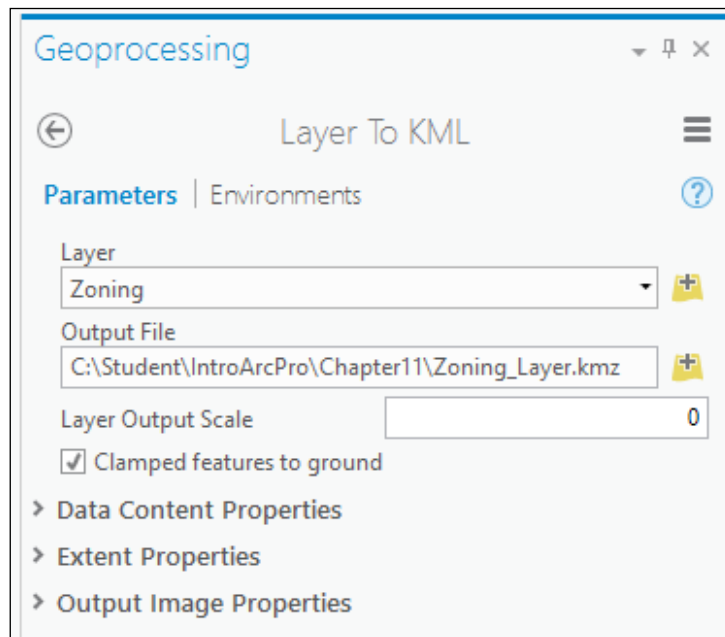 Geoprocessing
Layer To KML
Parameters | Environments
Layer
Zoning
Output File
C:\Student\IntroArcPro\Chapter11\Zoning_Layer.kmz
Layer Output Scale 0
Clamped features to ground
Data Content Properties
Extent Properties
Output Image Properties